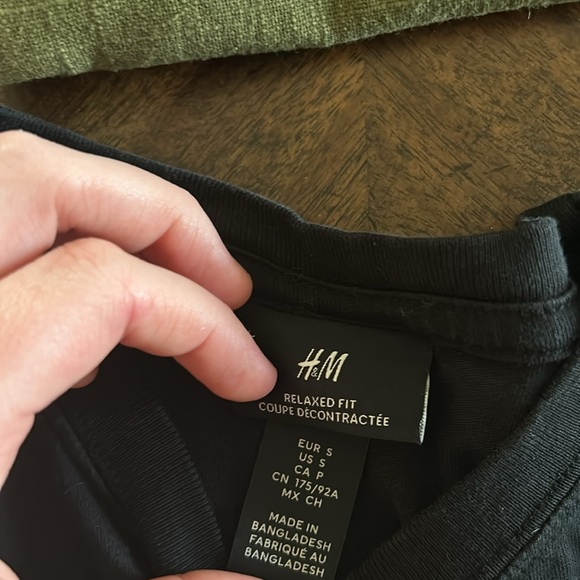 H&M
RELAXED FIT
COUPE DÉCONTRACTÉE
EUR S
US S
CA P
CN 175/92A
MX CH
MADE IN
BANGLADESH
FABRIQUÉ AU
BANGLADESH